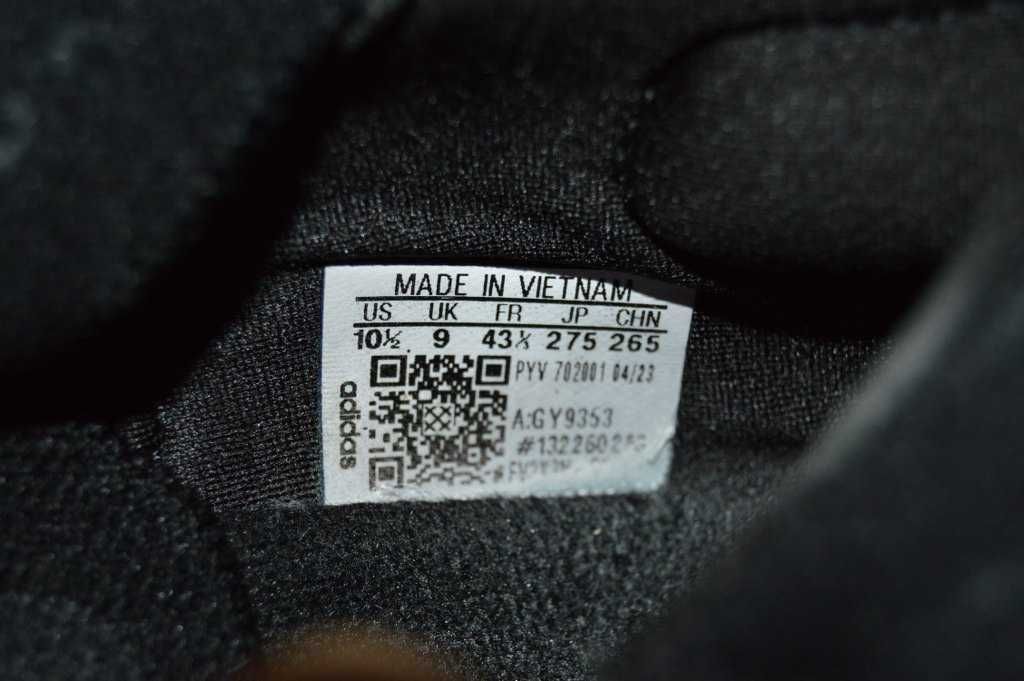 MADE IN VIETNAM
US UK FR JP CHN
10½ 9 43⅓ 275 265
PYV 702001 04/23
A:GY9353
adidas